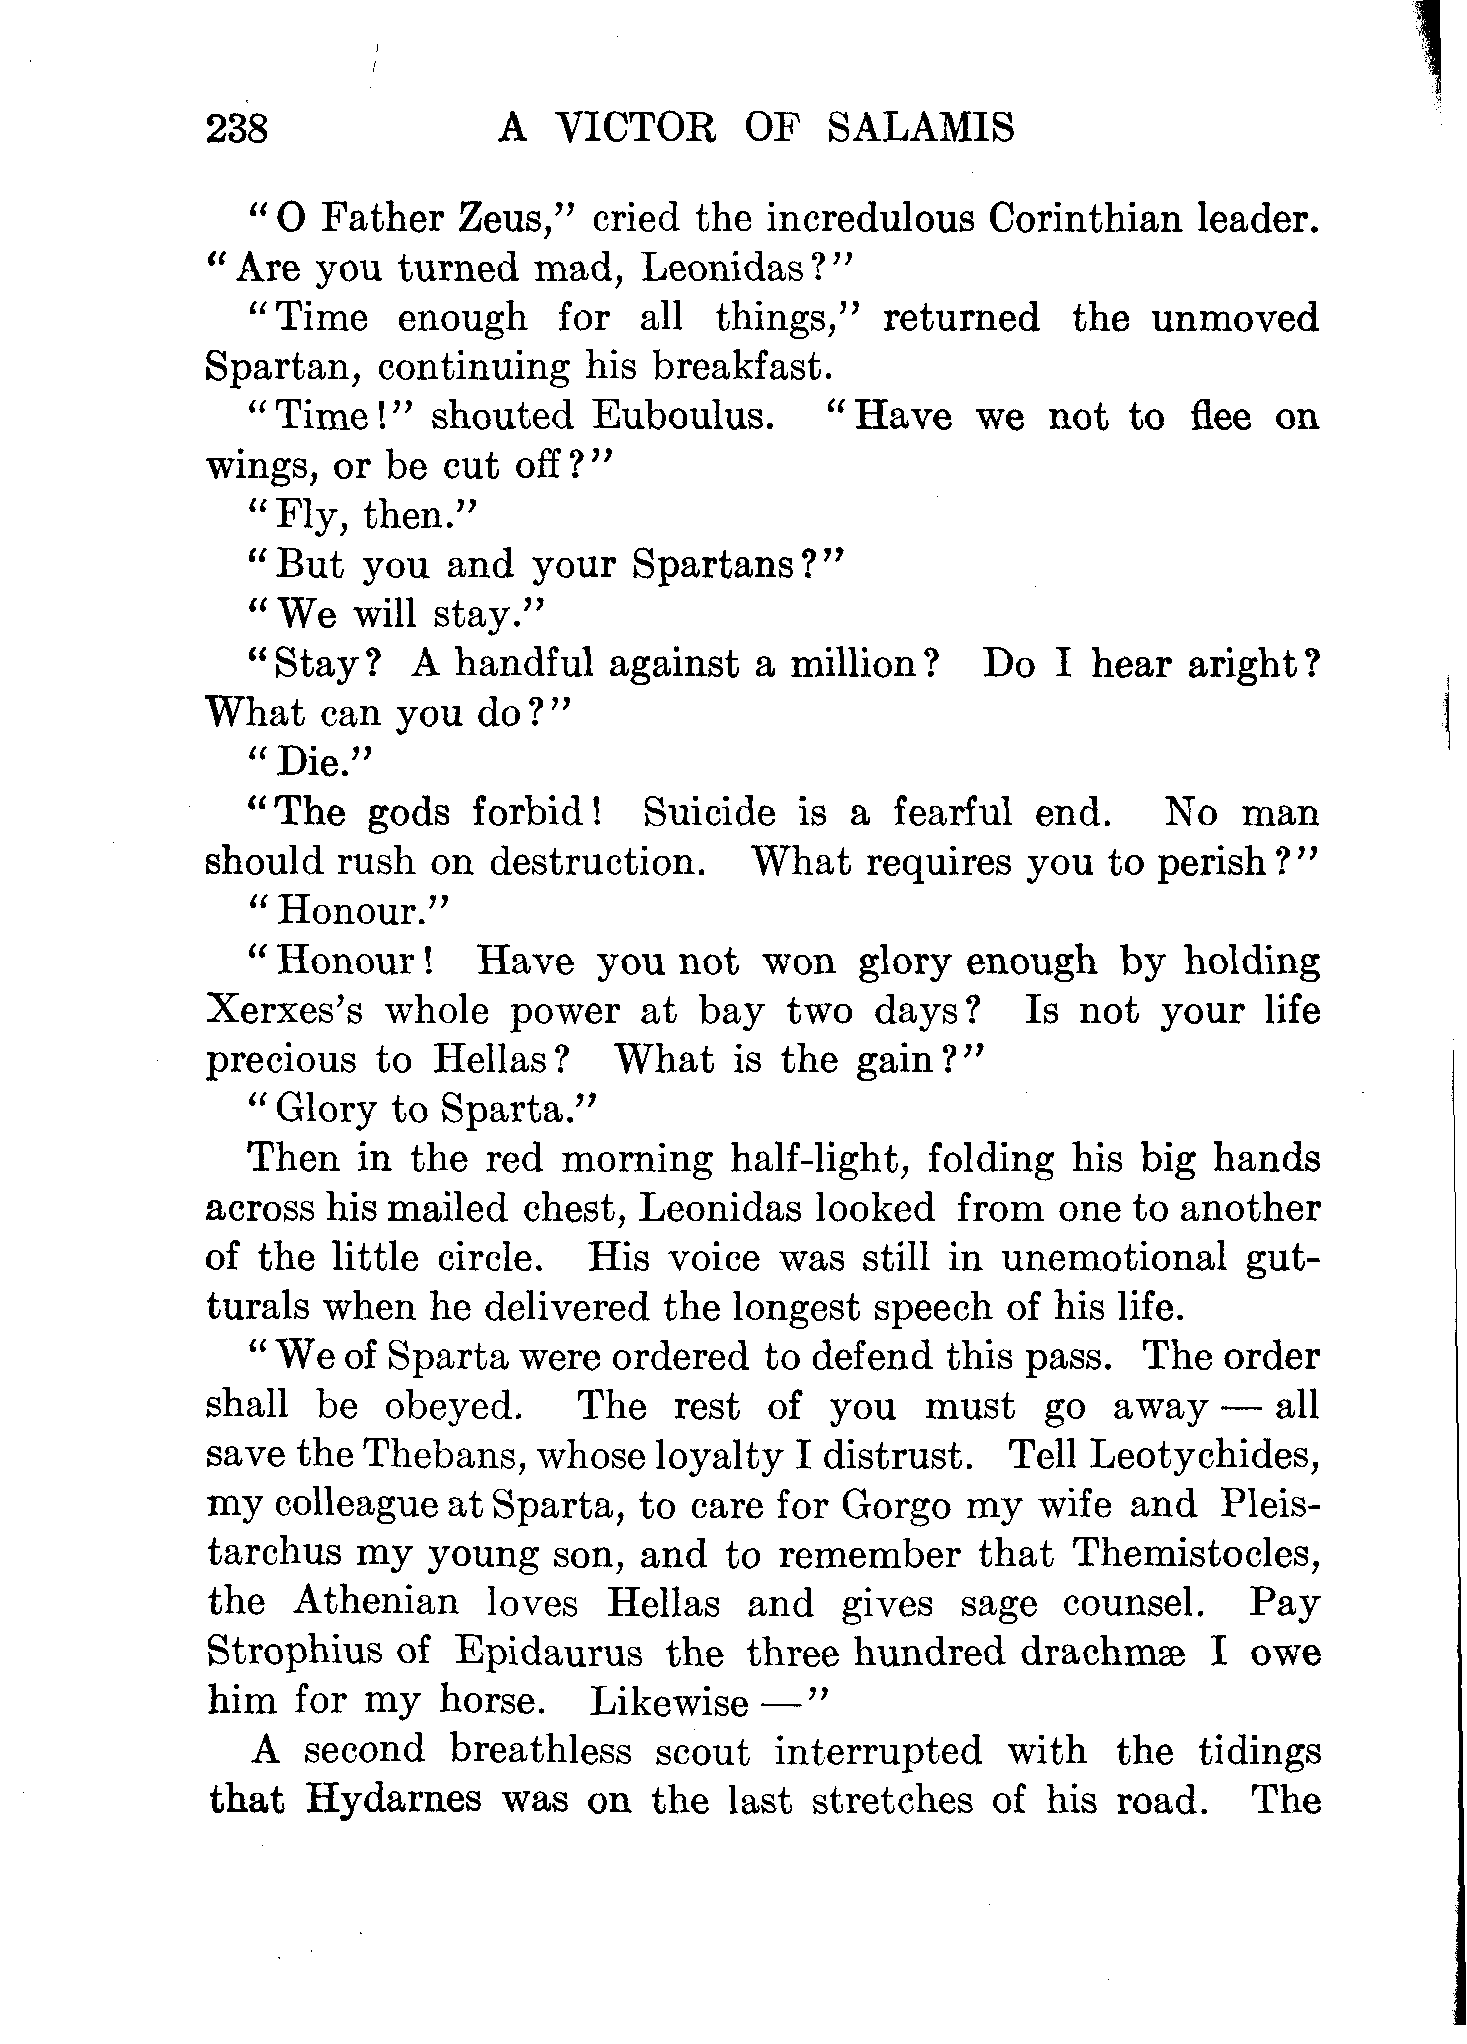 238 A VICTOR OF SALAMIS
"O Father Zeus," cried the incredulous Corinthian leader.
"Are you turned mad, Leonidas?"
"Time enough for all things," returned the unmoved
Spartan, continuing his breakfast.
"Time!" shouted Euboulus. "Have we not to flee on
wings, or be cut off?"
"Fly, then."
"But you and your Spartans?"
"We will stay."
"Stay? A handful against a million? Do I hear aright?
What can you do?"
"Die."
"The gods forbid! Suicide is a fearful end. No man
should rush on destruction. What requires you to perish?"
"Honour."
"Honour! Have you not won glory enough by holding
Xerxes's whole power at bay two days? Is not your life
precious to Hellas? What is the gain?"
"Glory to Sparta."
Then in the red morning half-light, folding his big hands
across his mailed chest, Leonidas looked from one to another
of the little circle. His voice was still in unemotional gut-
turals when he delivered the longest speech of his life.
"We of Sparta were ordered to defend this pass. The order
shall be obeyed. The rest of you must go away — all
save the Thebans, whose loyalty I distrust. Tell Leotychides,
my colleague at Sparta, to care for Gorgo my wife and Pleis-
tarchus my young son, and to remember that Themistocles,
the Athenian loves Hellas and gives sage counsel. Pay
Strophius of Epidaurus the three hundred drachmæ I owe
him for my horse. Likewise —"
A second breathless scout interrupted with the tidings
that Hydarnes was on the last stretches of his road. The